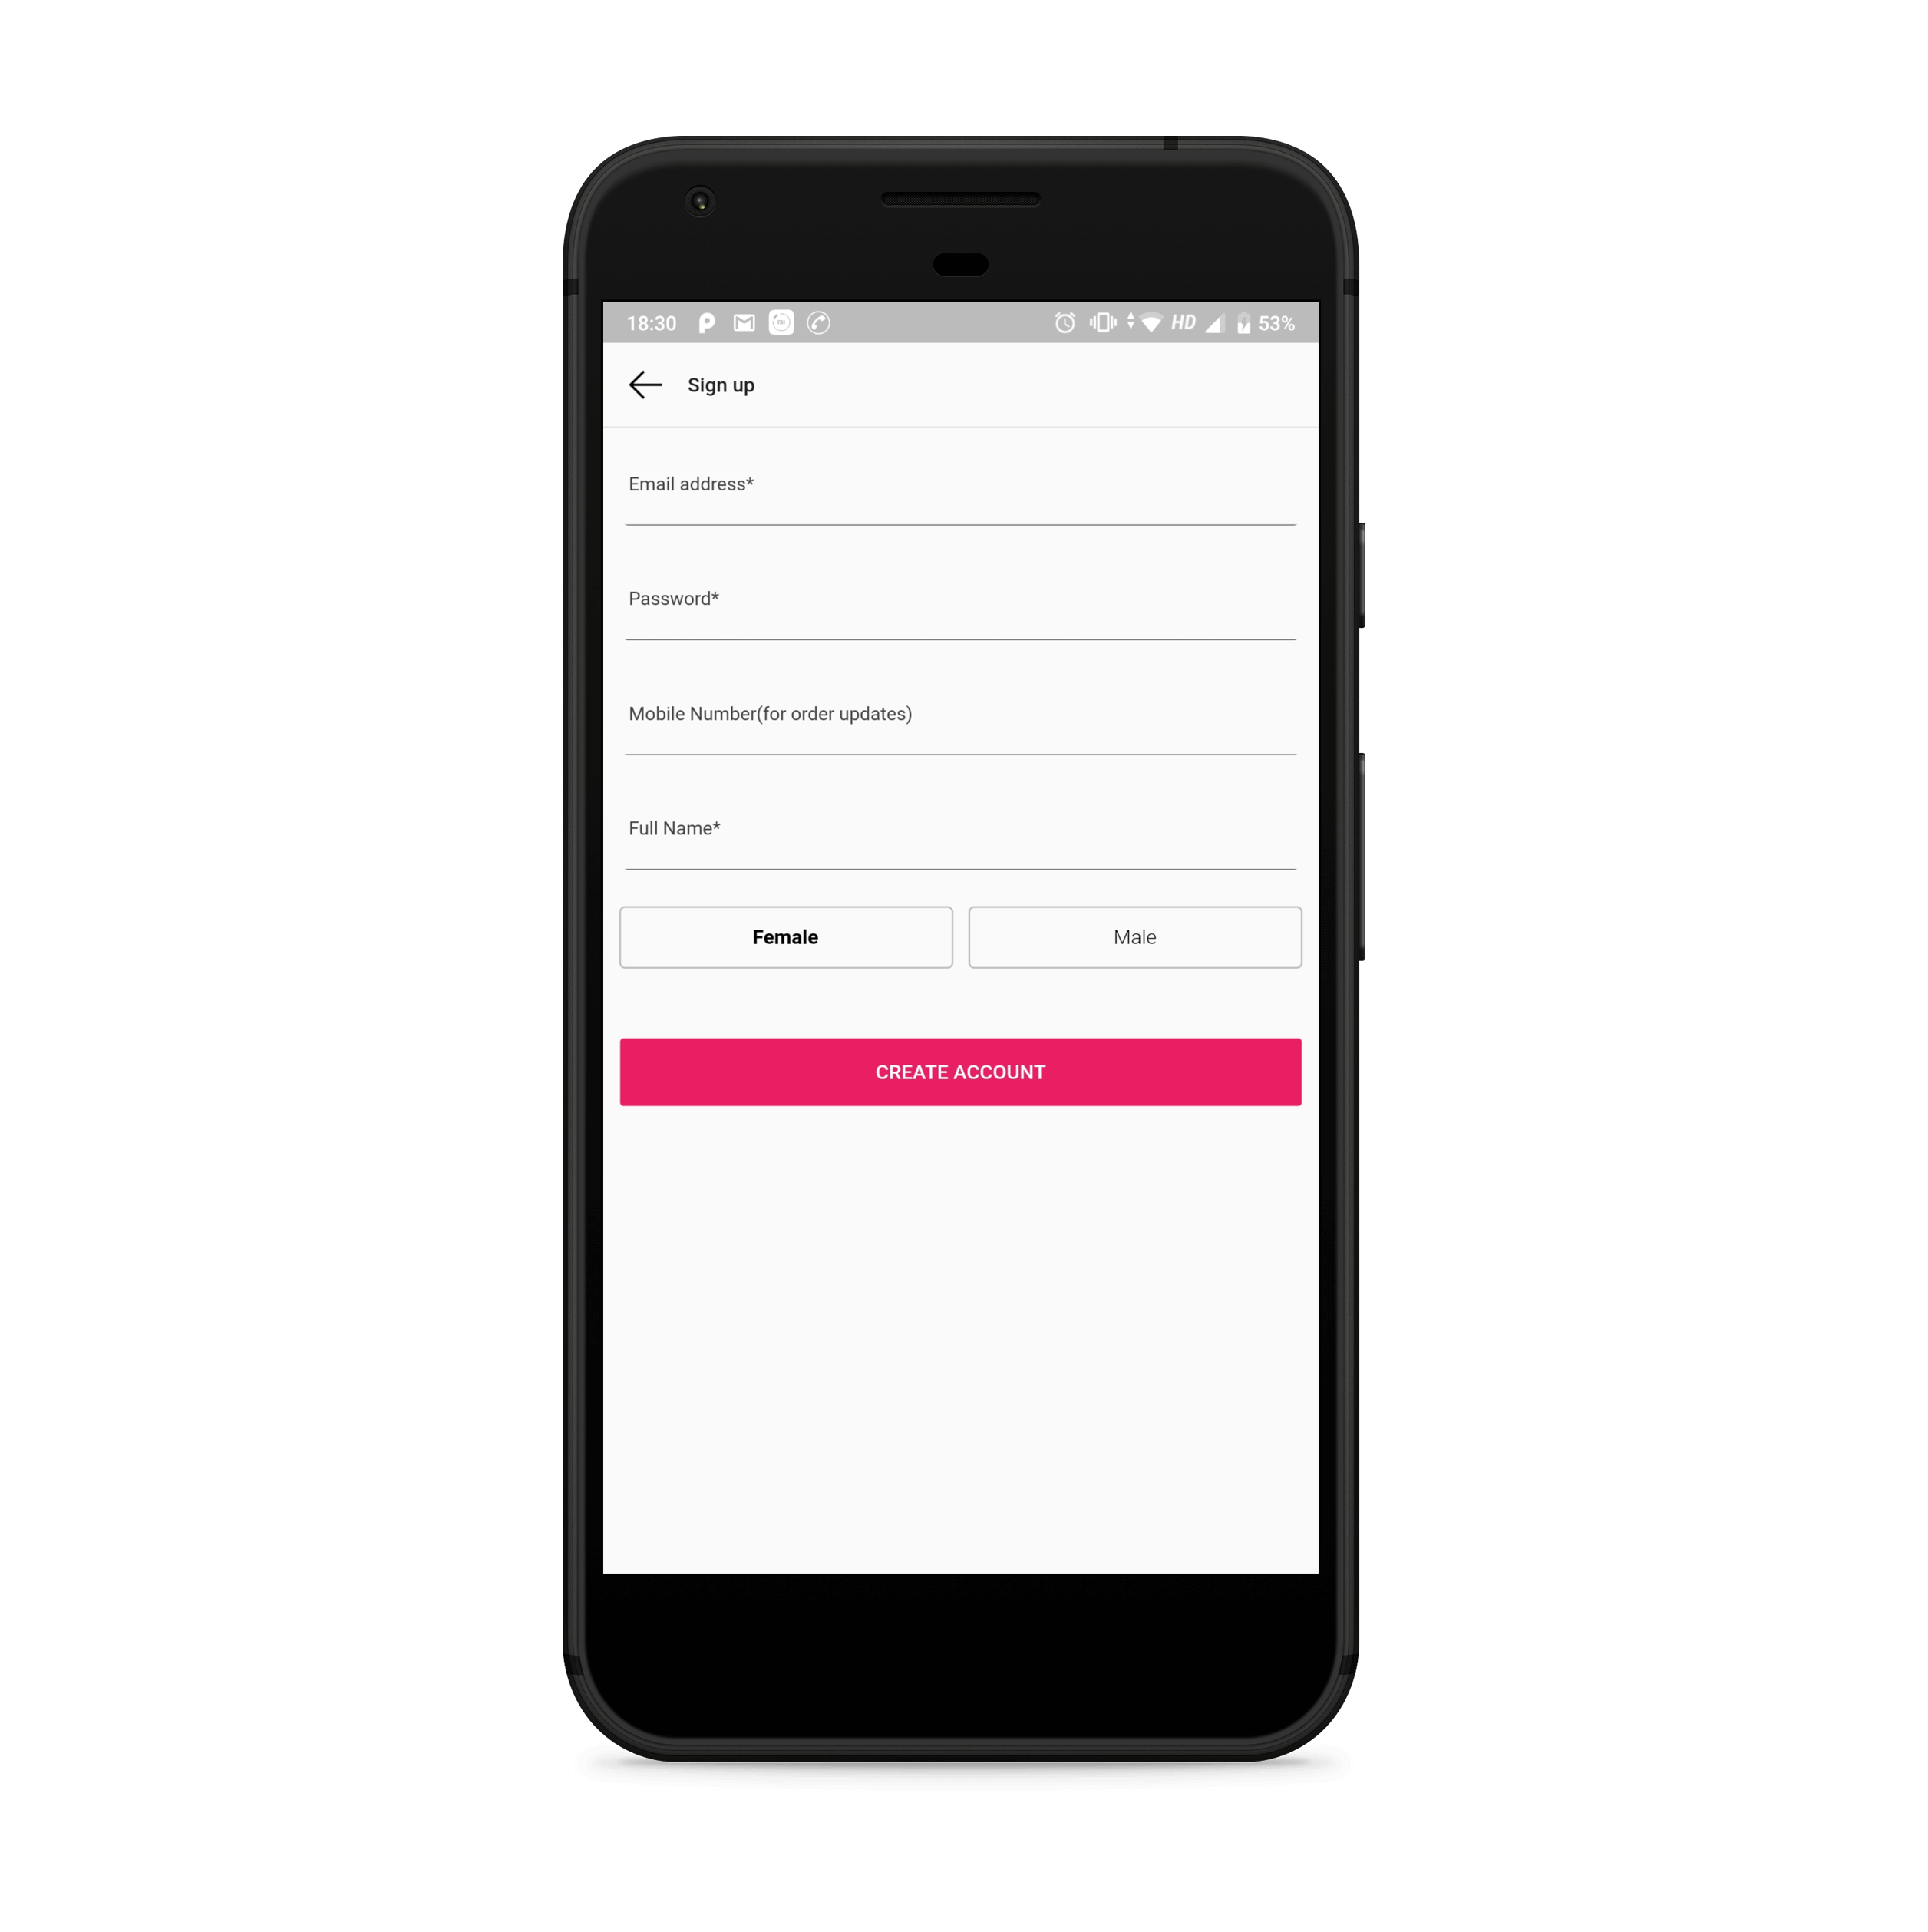 18:30 HD 53%
Sign up
Email address*
Password*
Mobile Number(for order updates)
Full Name*
Female Male
CREATE ACCOUNT